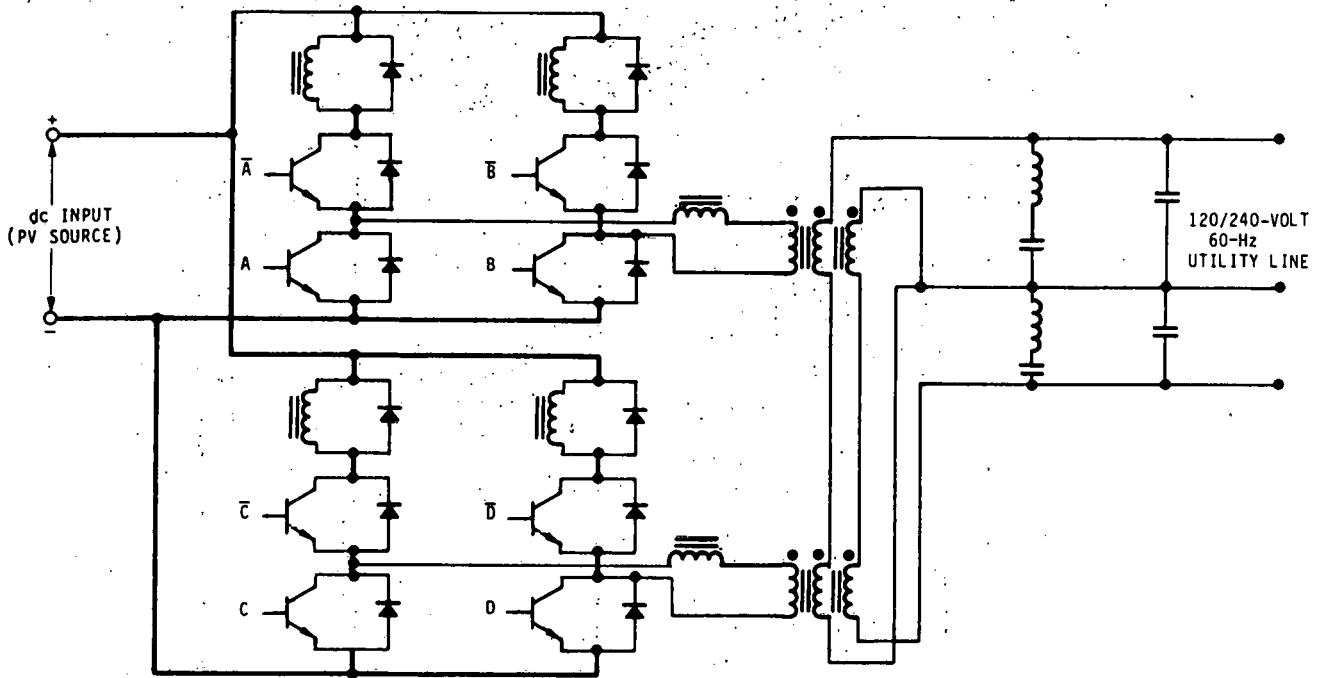 +
dc INPUT
(PV SOURCE)
−
A̅
B̅
A
B
120/240-VOLT
60-Hz
UTILITY LINE
C̅
D̅
C
D